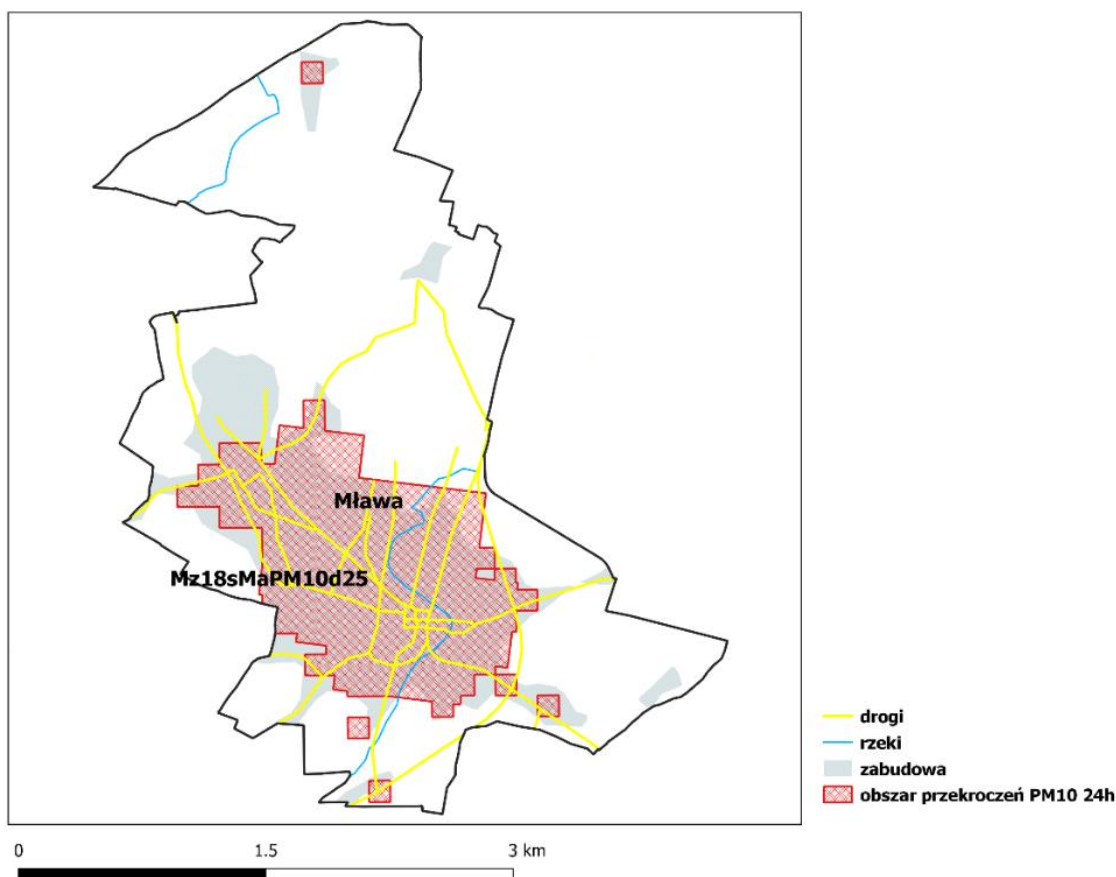 Mława
Mz18sMaPM10d25
drogi
rzeki
zabudowa
obszar przekroczeń PM10 24h
0 1.5 3 km